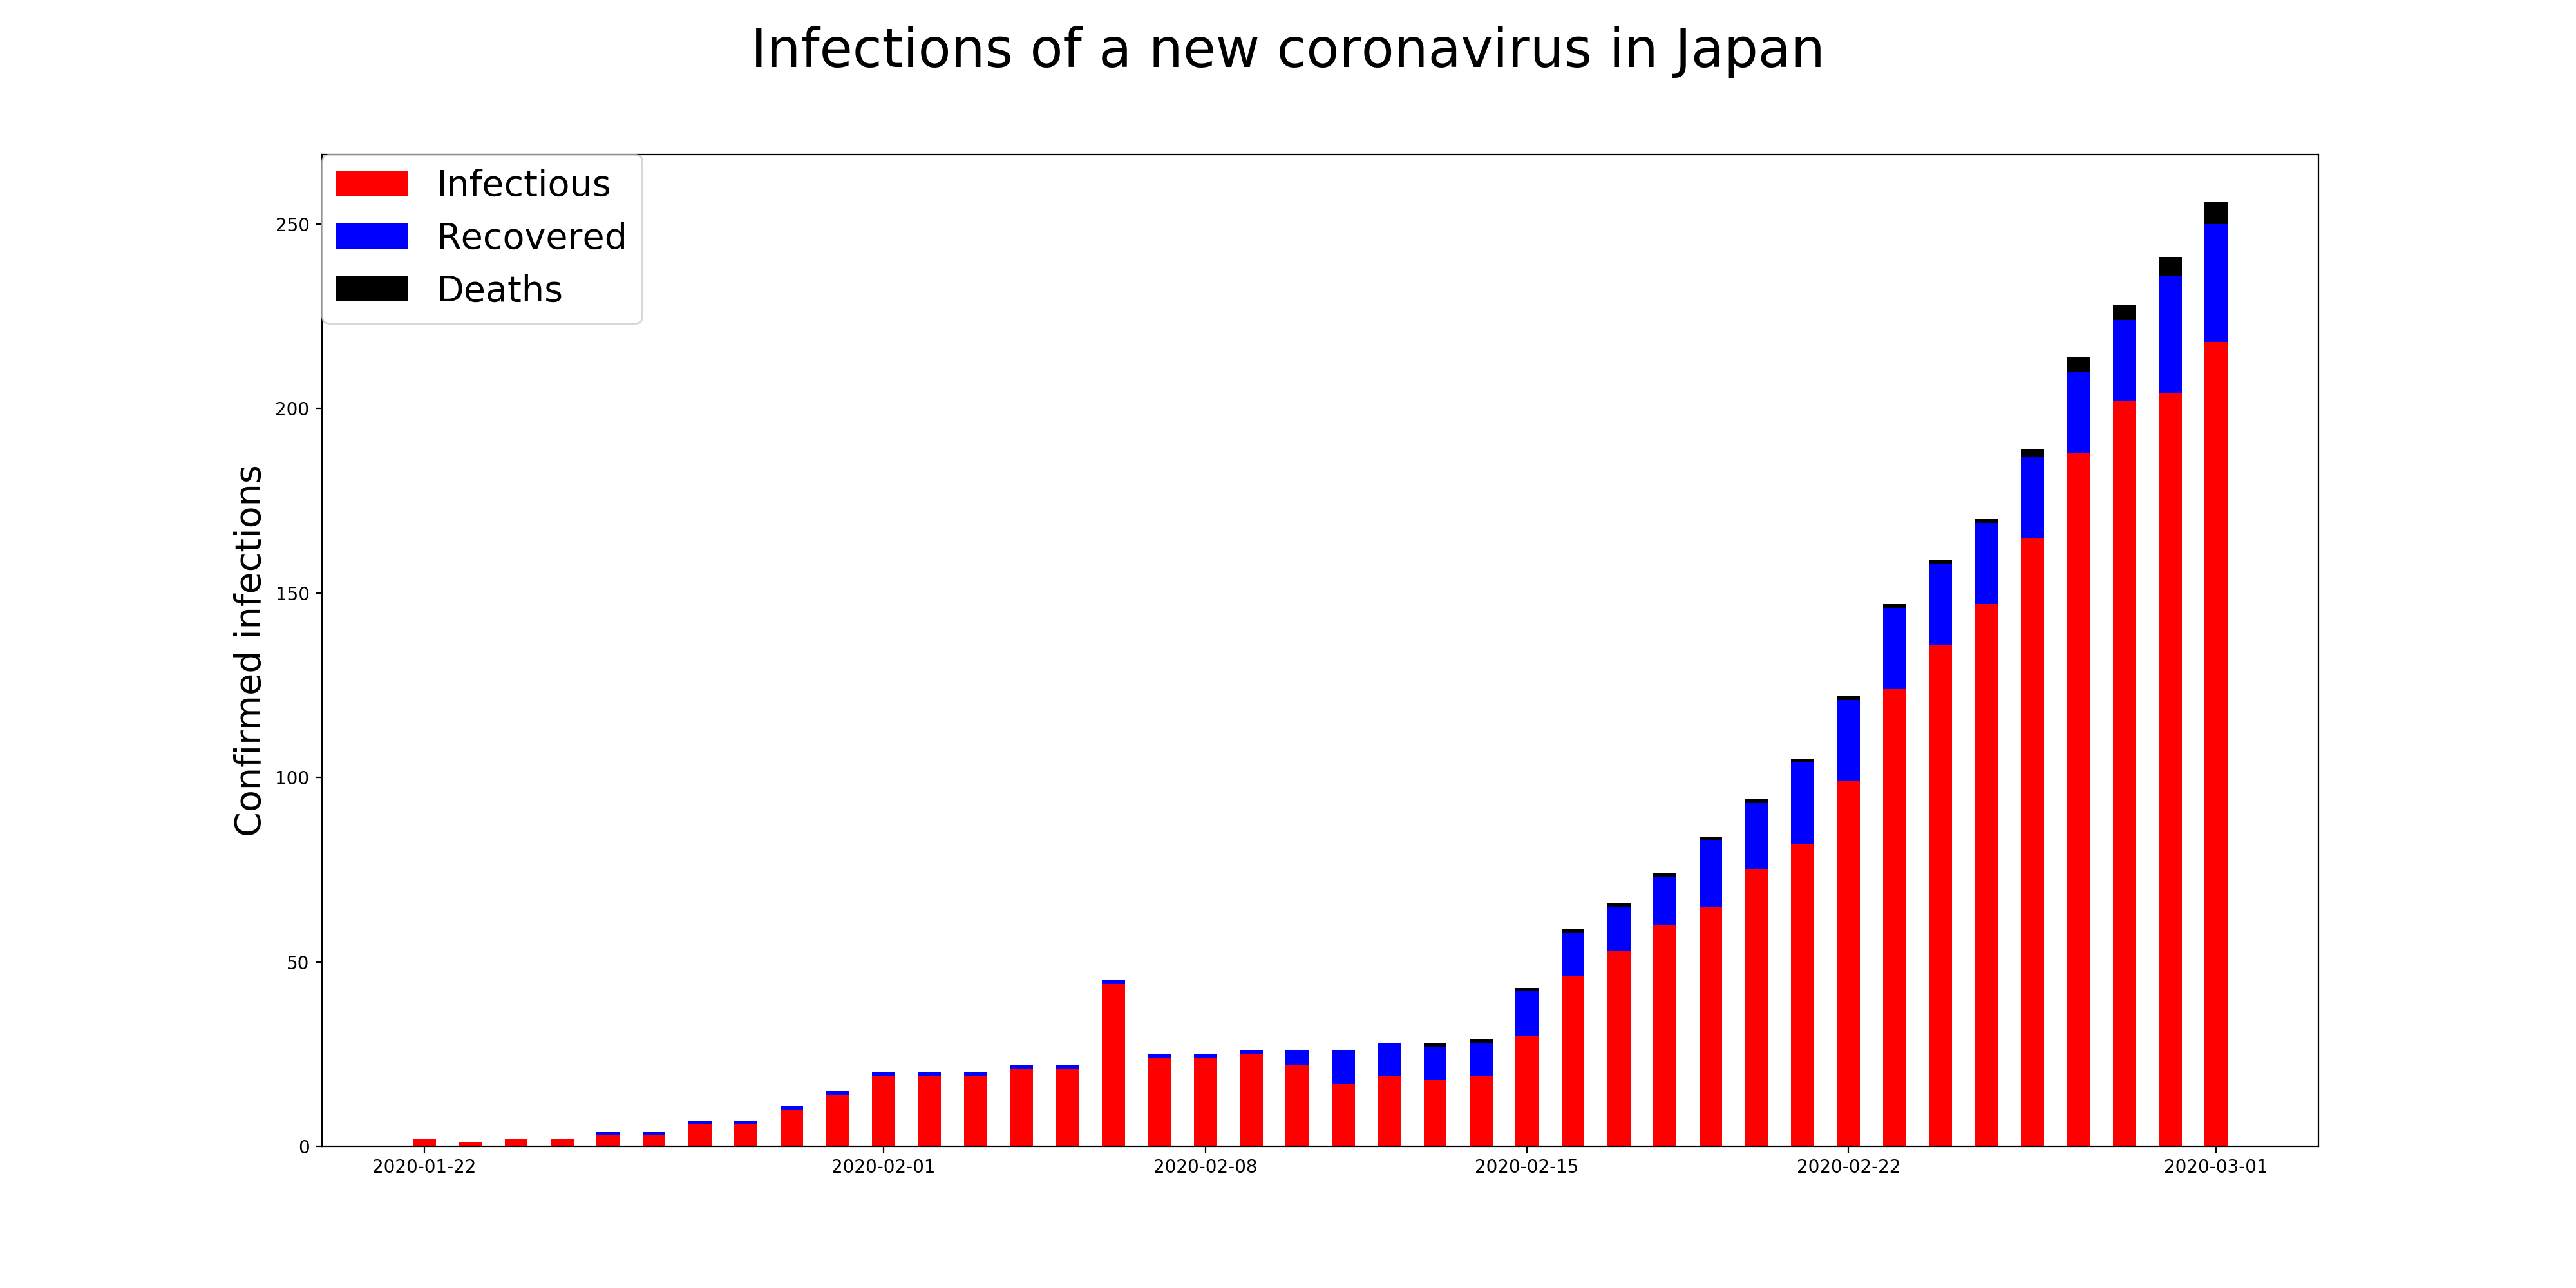 Infections of a new coronavirus in Japan
Infectious
Recovered
Deaths
Confirmed infections
250
200
150
100
50
0
2020-01-22
2020-02-01
2020-02-08
2020-02-15
2020-02-22
2020-03-01